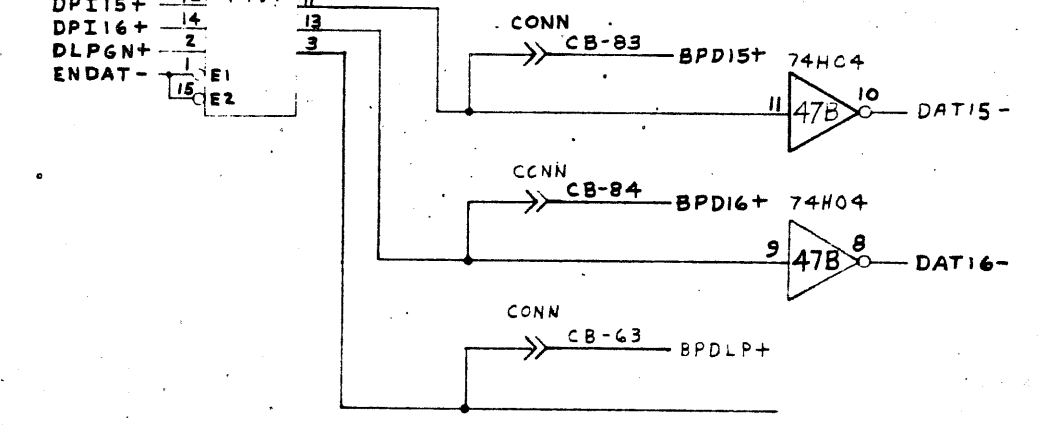 DPI15+
DPI16+ 14
DLPGN+ 2
ENDAT- 1 E1
15 E2
11
13
3
CONN
CB-83 BPD15+
74HC4
11 47B 10 DAT15-
CCNN
CB-84 BPD16+
74H04
9 47B 8 DAT16-
CONN
CB-63 BPDLP+